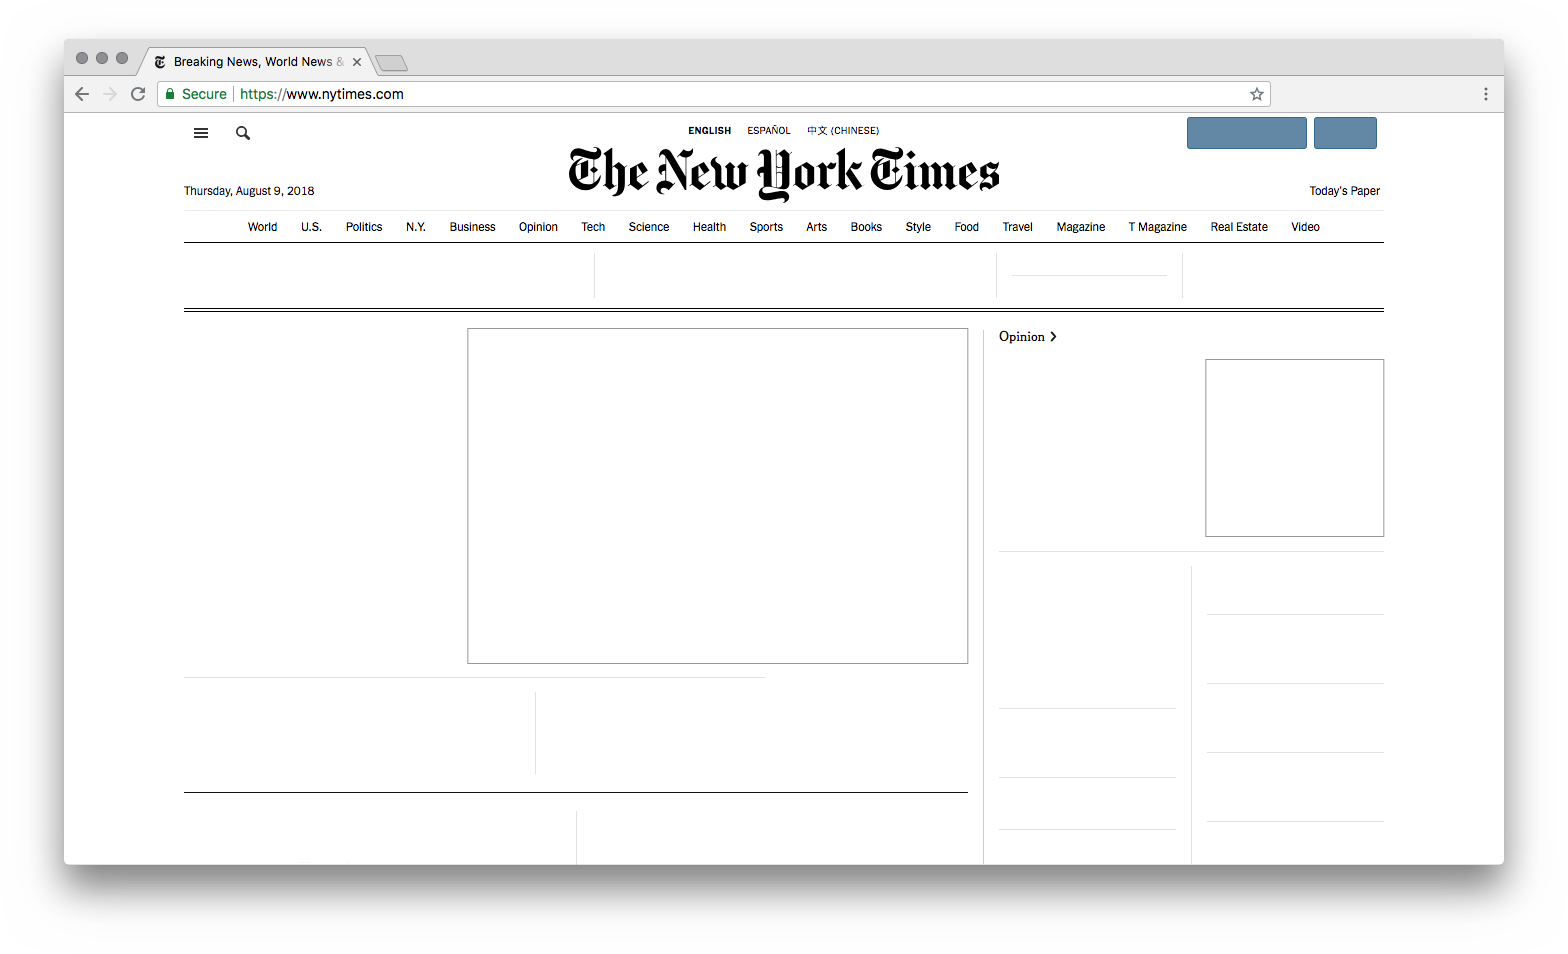 Breaking News, World News &
Secure https://www.nytimes.com
ENGLISH ESPAÑOL 中文 (CHINESE)
The New York Times
Thursday, August 9, 2018
Today's Paper
World U.S. Politics N.Y. Business Opinion Tech Science Health Sports Arts Books Style Food Travel Magazine T Magazine Real Estate Video
Opinion